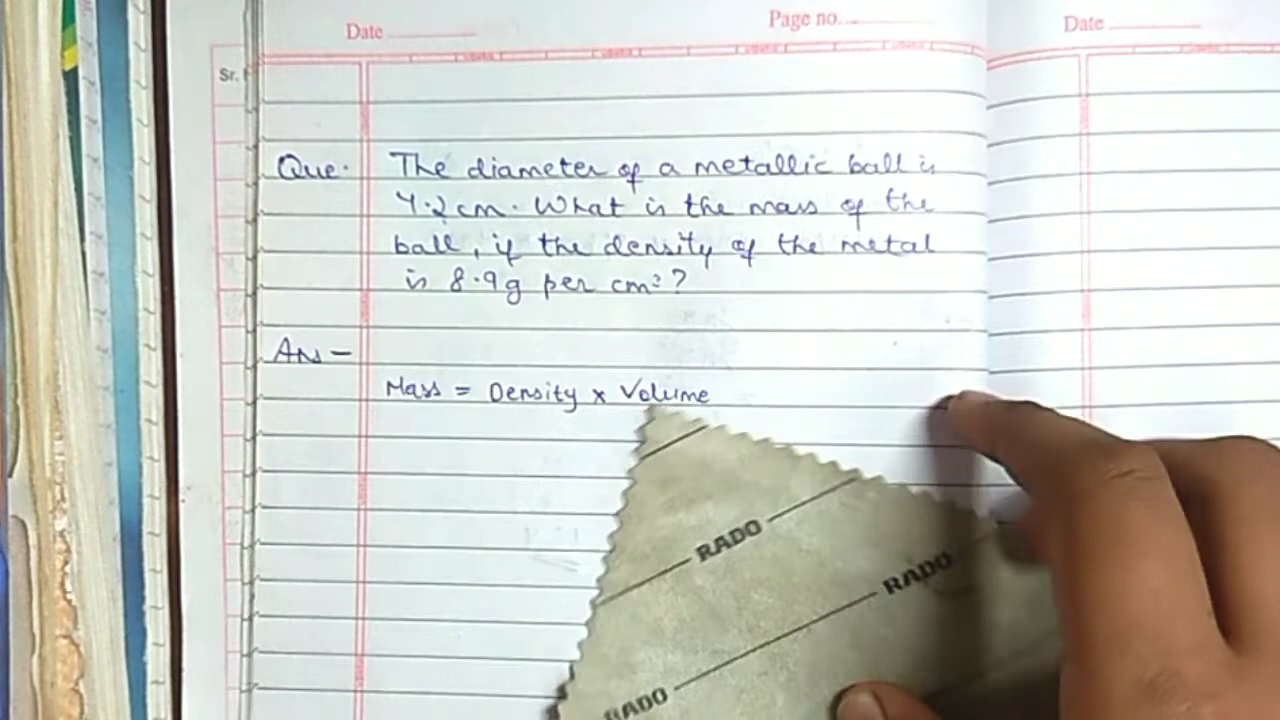 Date
Page no.
Date
Sr.
Que. The diameter of a metallic ball is
4.2 cm. What is the mass of the
ball, if the density of the metal
is 8.9g per cm³?
Ans -
Mass = Density x Volume
RADO
RADO
RADO